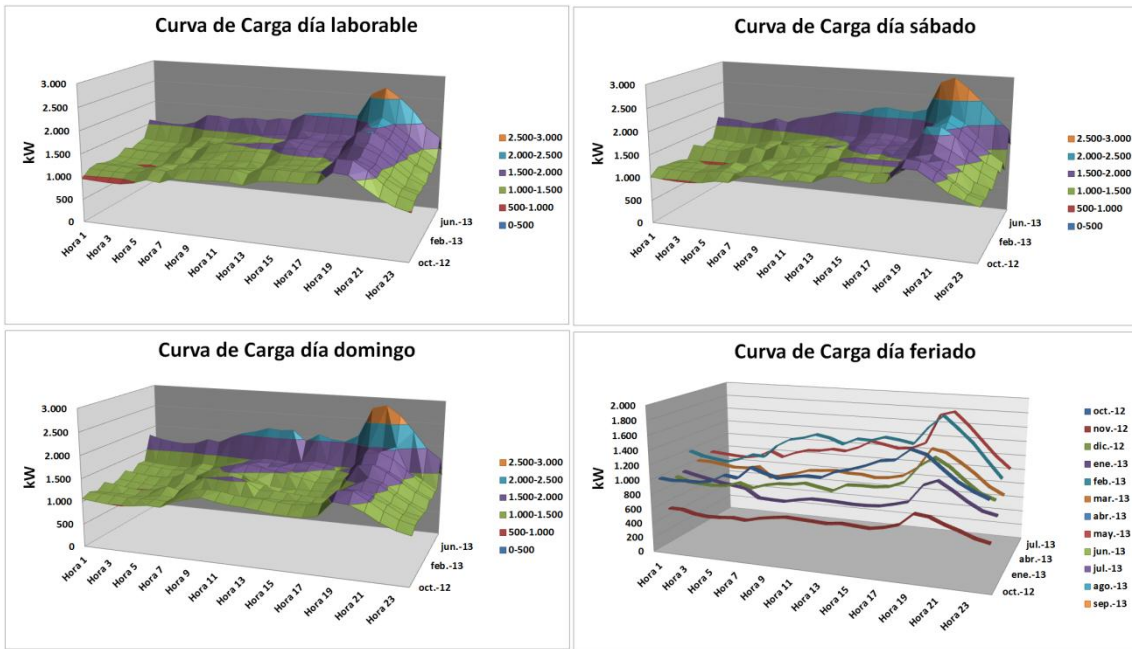 Curva de Carga día laborable
3.000
2.500
2.000
1.500
1.000
500
0
kW
Hora 1
Hora 3
Hora 5
Hora 7
Hora 9
Hora 11
Hora 13
Hora 15
Hora 17
Hora 19
Hora 21
Hora 23
jun.-13
feb.-13
oct.-12
2.500-3.000
2.000-2.500
1.500-2.000
1.000-1.500
500-1.000
0-500
Curva de Carga día sábado
3.000
2.500
2.000
1.500
1.000
500
0
kW
Hora 1
Hora 3
Hora 5
Hora 7
Hora 9
Hora 11
Hora 13
Hora 15
Hora 17
Hora 19
Hora 21
Hora 23
jun.-13
feb.-13
oct.-12
2.500-3.000
2.000-2.500
1.500-2.000
1.000-1.500
500-1.000
0-500
Curva de Carga día domingo
3.000
2.500
2.000
1.500
1.000
500
0
kW
Hora 1
Hora 3
Hora 5
Hora 7
Hora 9
Hora 11
Hora 13
Hora 15
Hora 17
Hora 19
Hora 21
Hora 23
jun.-13
feb.-13
oct.-12
2.500-3.000
2.000-2.500
1.500-2.000
1.000-1.500
500-1.000
0-500
Curva de Carga día feriado
2.000
1.800
1.600
1.400
1.200
1.000
800
600
400
200
0
kW
Hora 1
Hora 3
Hora 5
Hora 7
Hora 9
Hora 11
Hora 13
Hora 15
Hora 17
Hora 19
Hora 21
Hora 23
jul.-13
abr.-13
ene.-13
oct.-12
oct.-12
nov.-12
dic.-12
ene.-13
feb.-13
mar.-13
abr.-13
may.-13
jun.-13
jul.-13
ago.-13
sep.-13